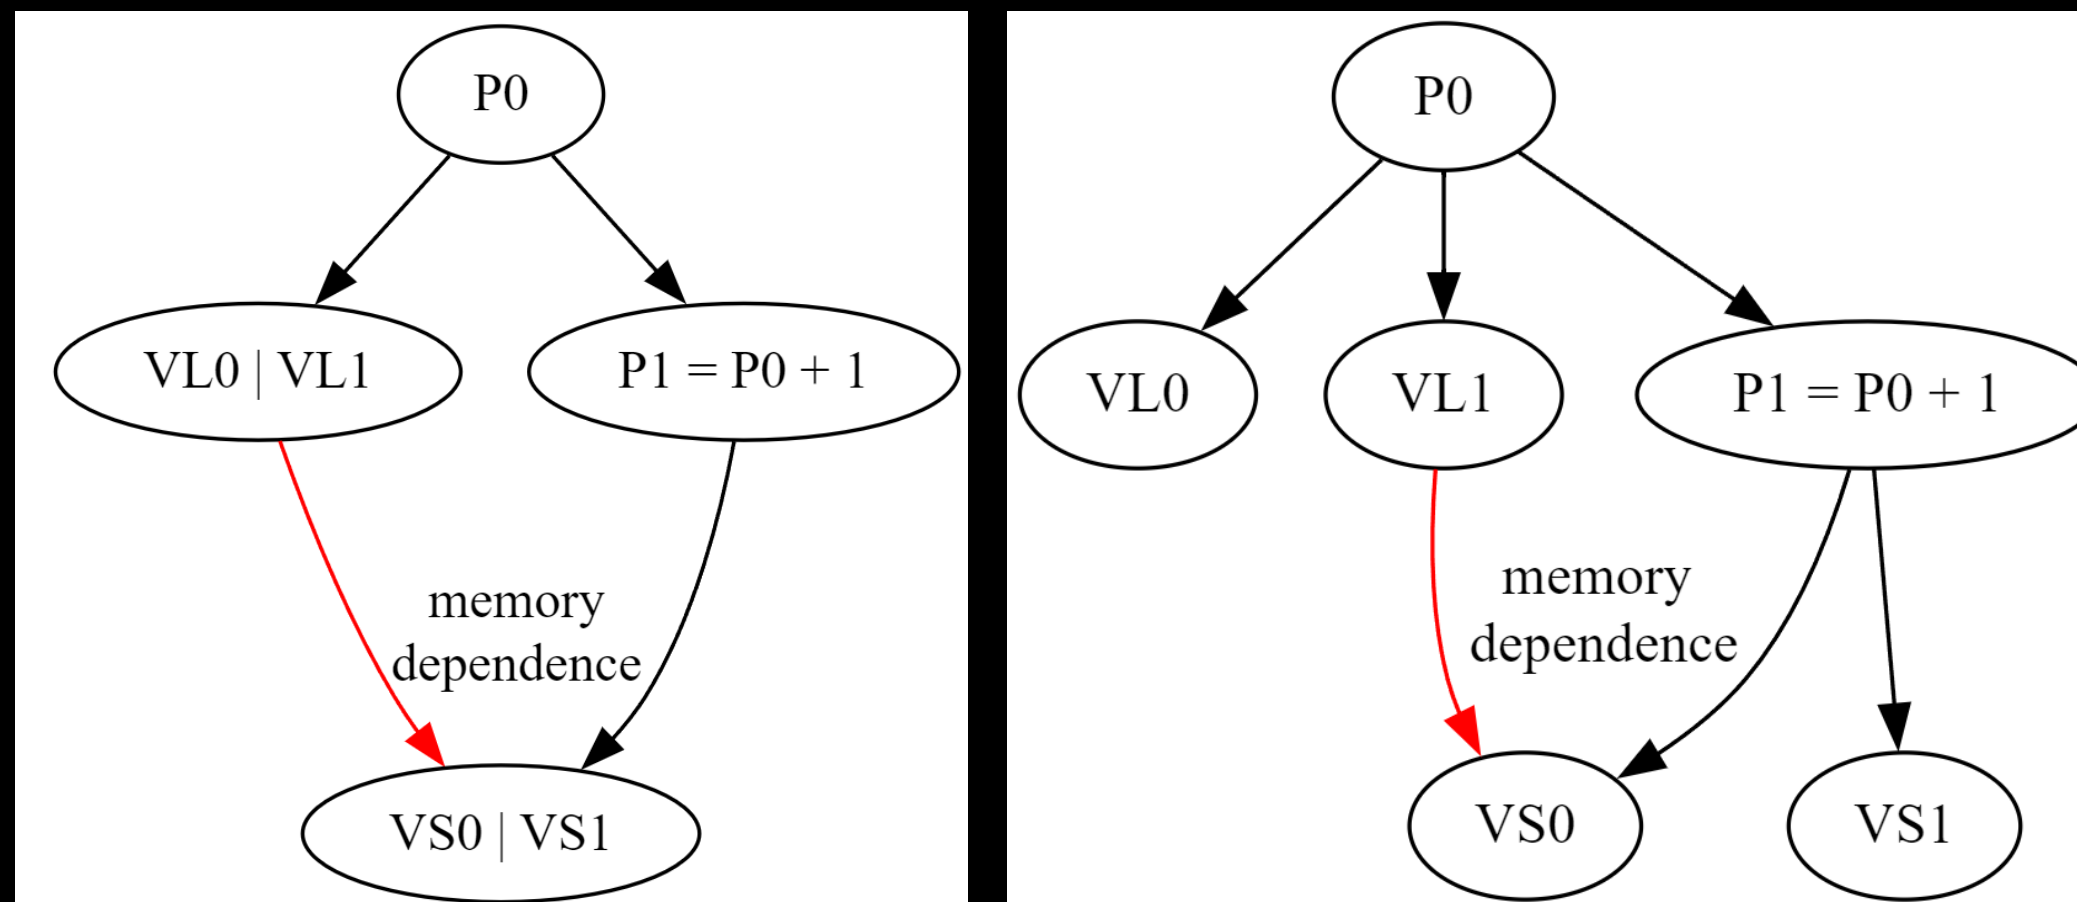 P0
VL0 | VL1
P1 = P0 + 1
memory
dependence
VS0 | VS1
P0
VL0
VL1
P1 = P0 + 1
memory
dependence
VS0
VS1